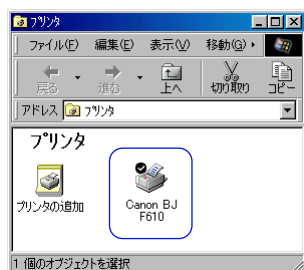 プリンタ
ファイル(F) 編集(E) 表示(V) 移動(G)
戻る 進む 上へ 切り取り コピー
アドレス プリンタ
プリンタ
プリンタの追加
Canon BJ
F610
1 個のオブジェクトを選択